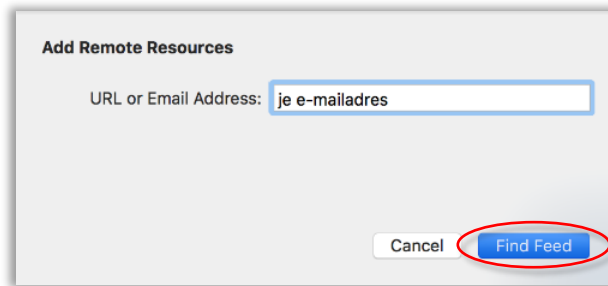 Add Remote Resources
URL or Email Address: je e-mailadres
Cancel Find Feed